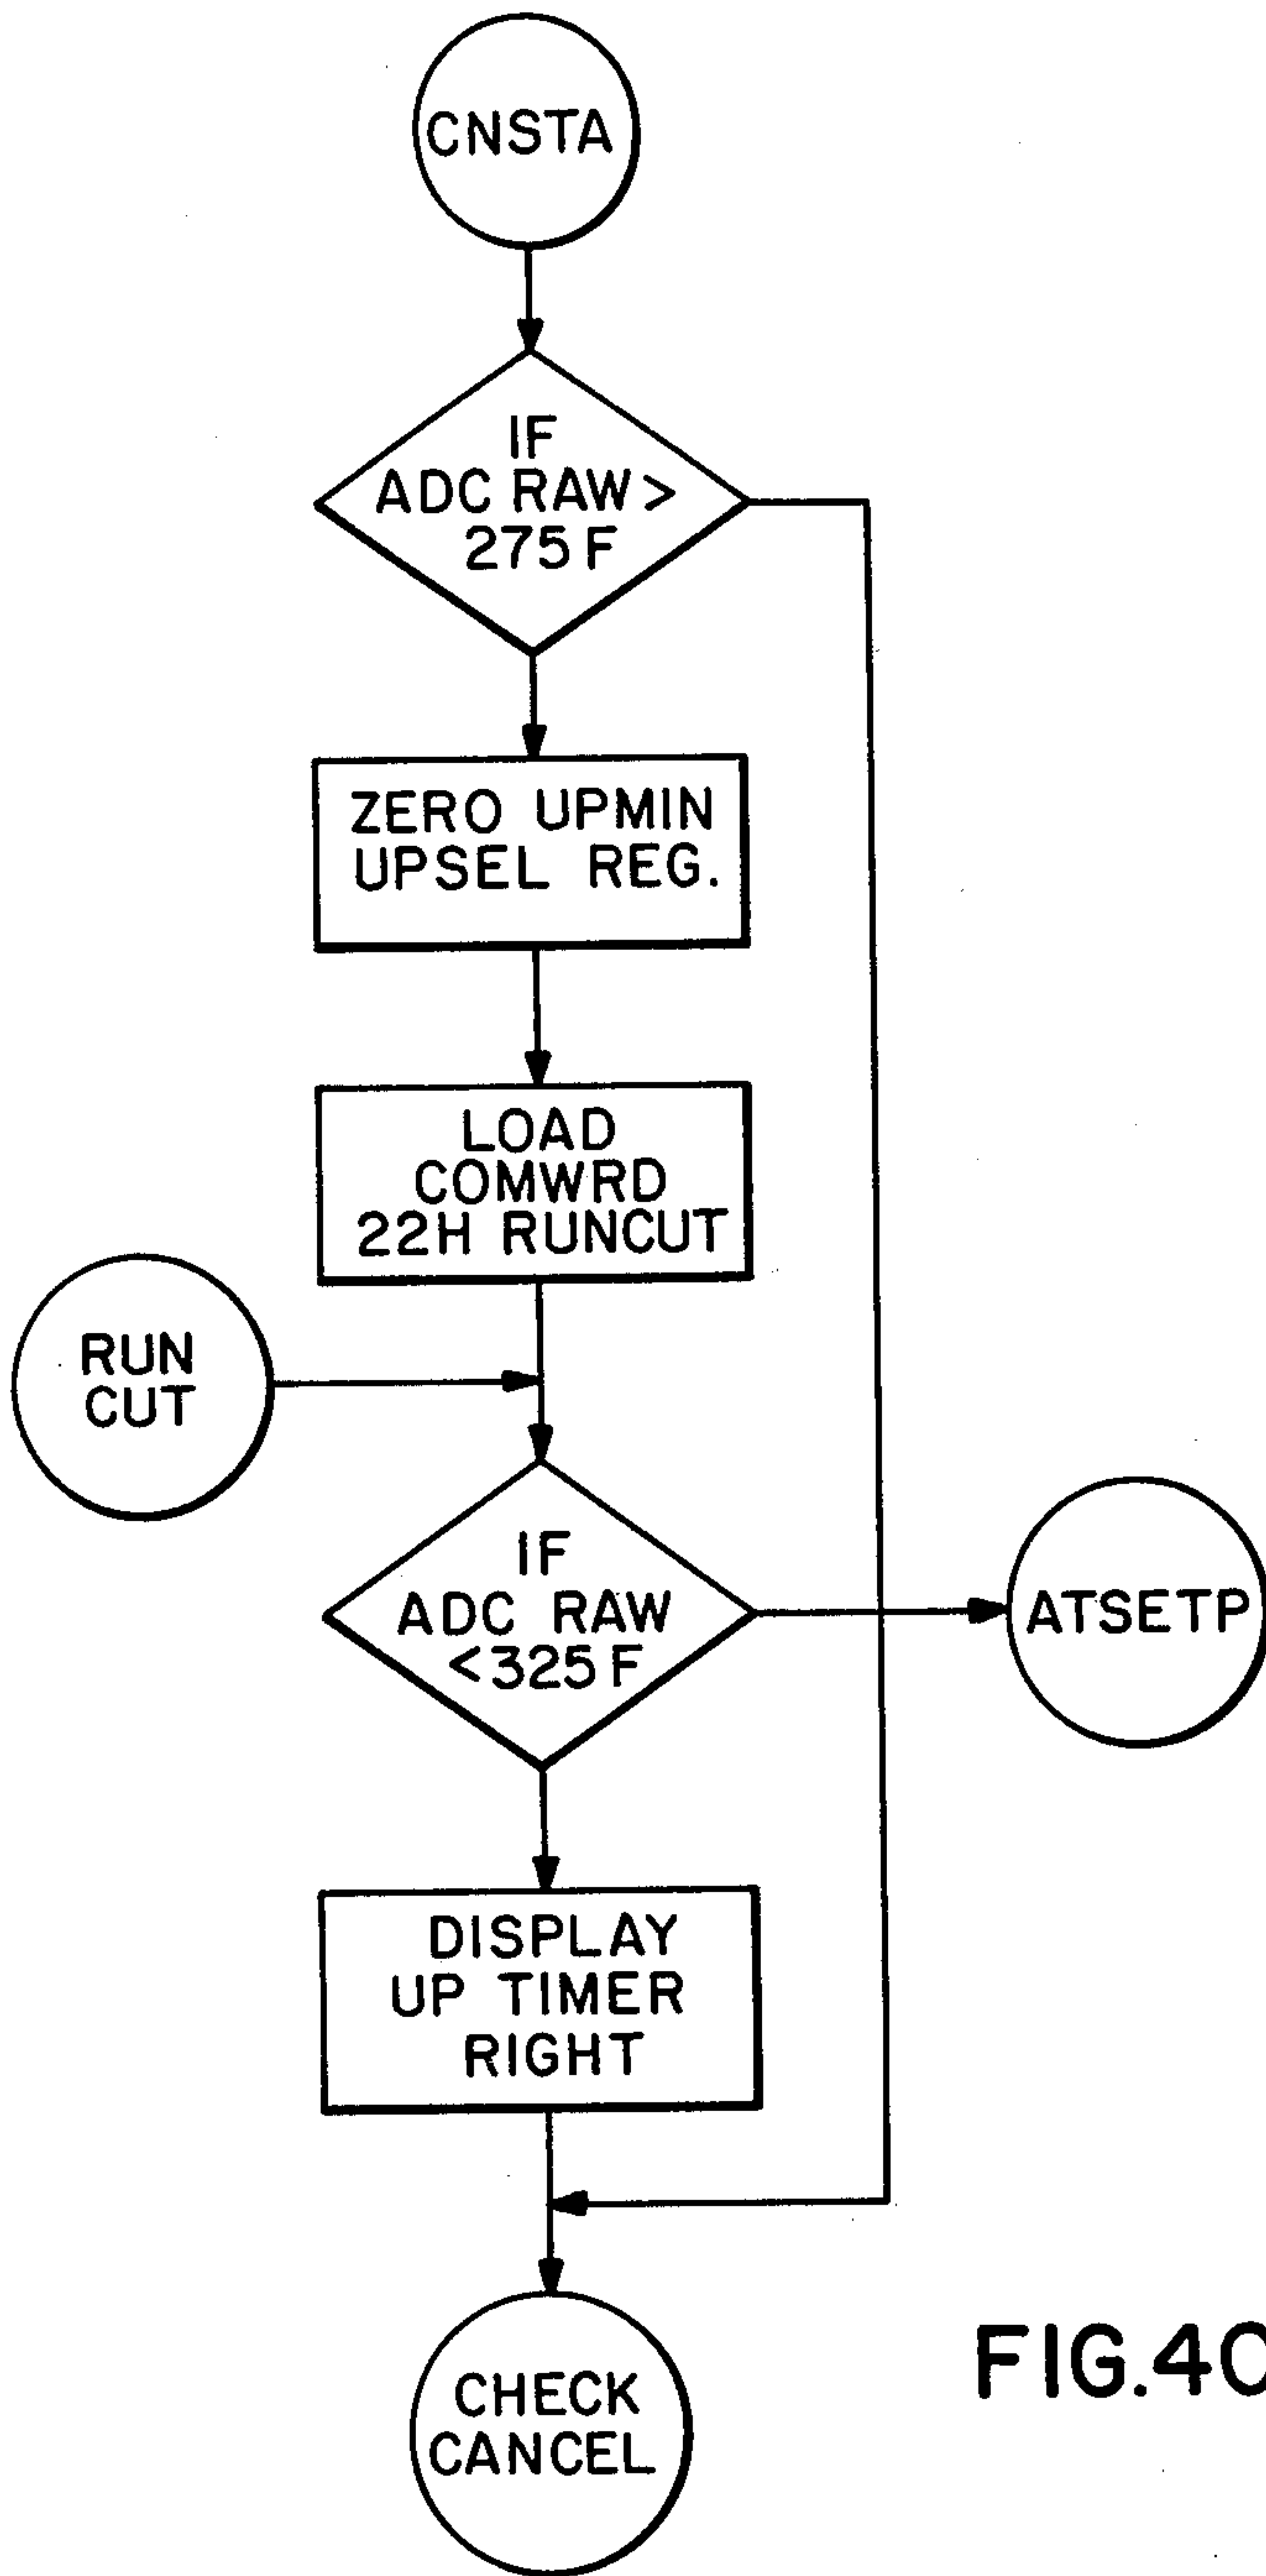 CNSTA
IF
ADC RAW >
275 F
ZERO UPMIN
UPSEL REG.
LOAD
COMWRD
22H RUNCUT
RUN
CUT
IF
ADC RAW
<325 F
ATSETP
DISPLAY
UP TIMER
RIGHT
CHECK
CANCEL